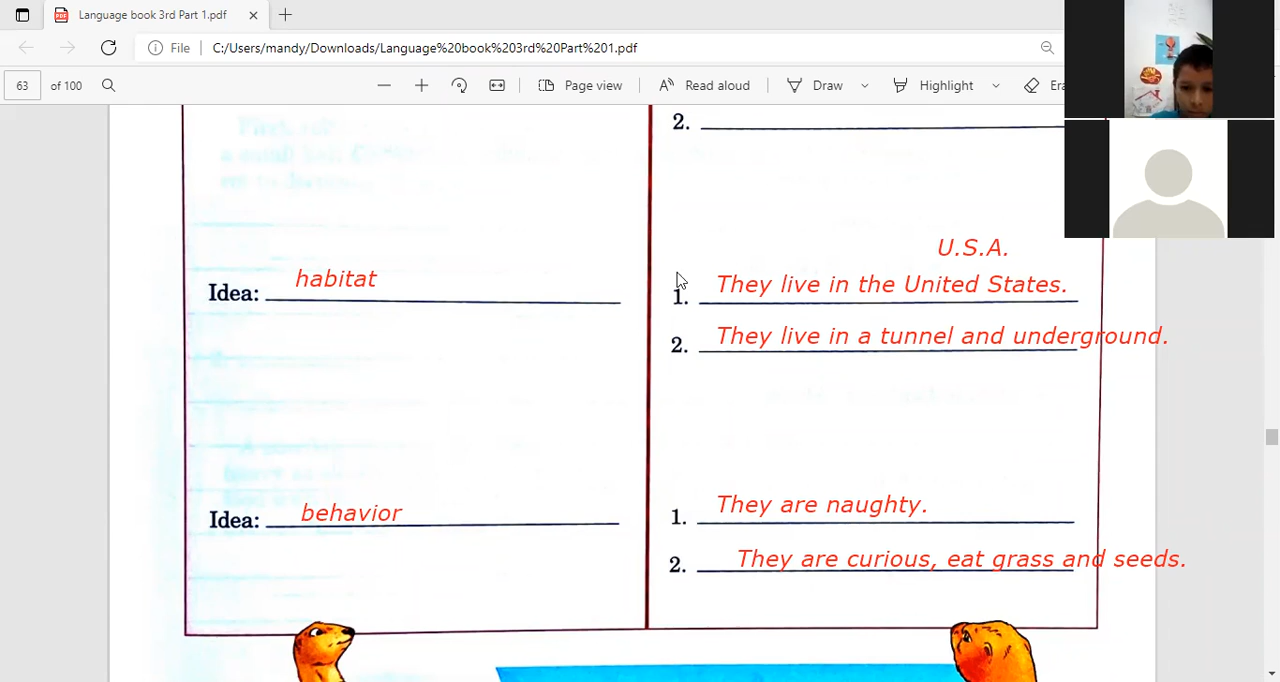 Language book 3rd Part 1.pdf
File C:/Users/mandy/Downloads/Language%20book%203rd%20Part%201.pdf
63 of 100 Page view Read aloud Draw Highlight
2.
U.S.A.
Idea: habitat
1. They live in the United States.
2. They live in a tunnel and underground.
Idea: behavior
1. They are naughty.
2. They are curious, eat grass and seeds.